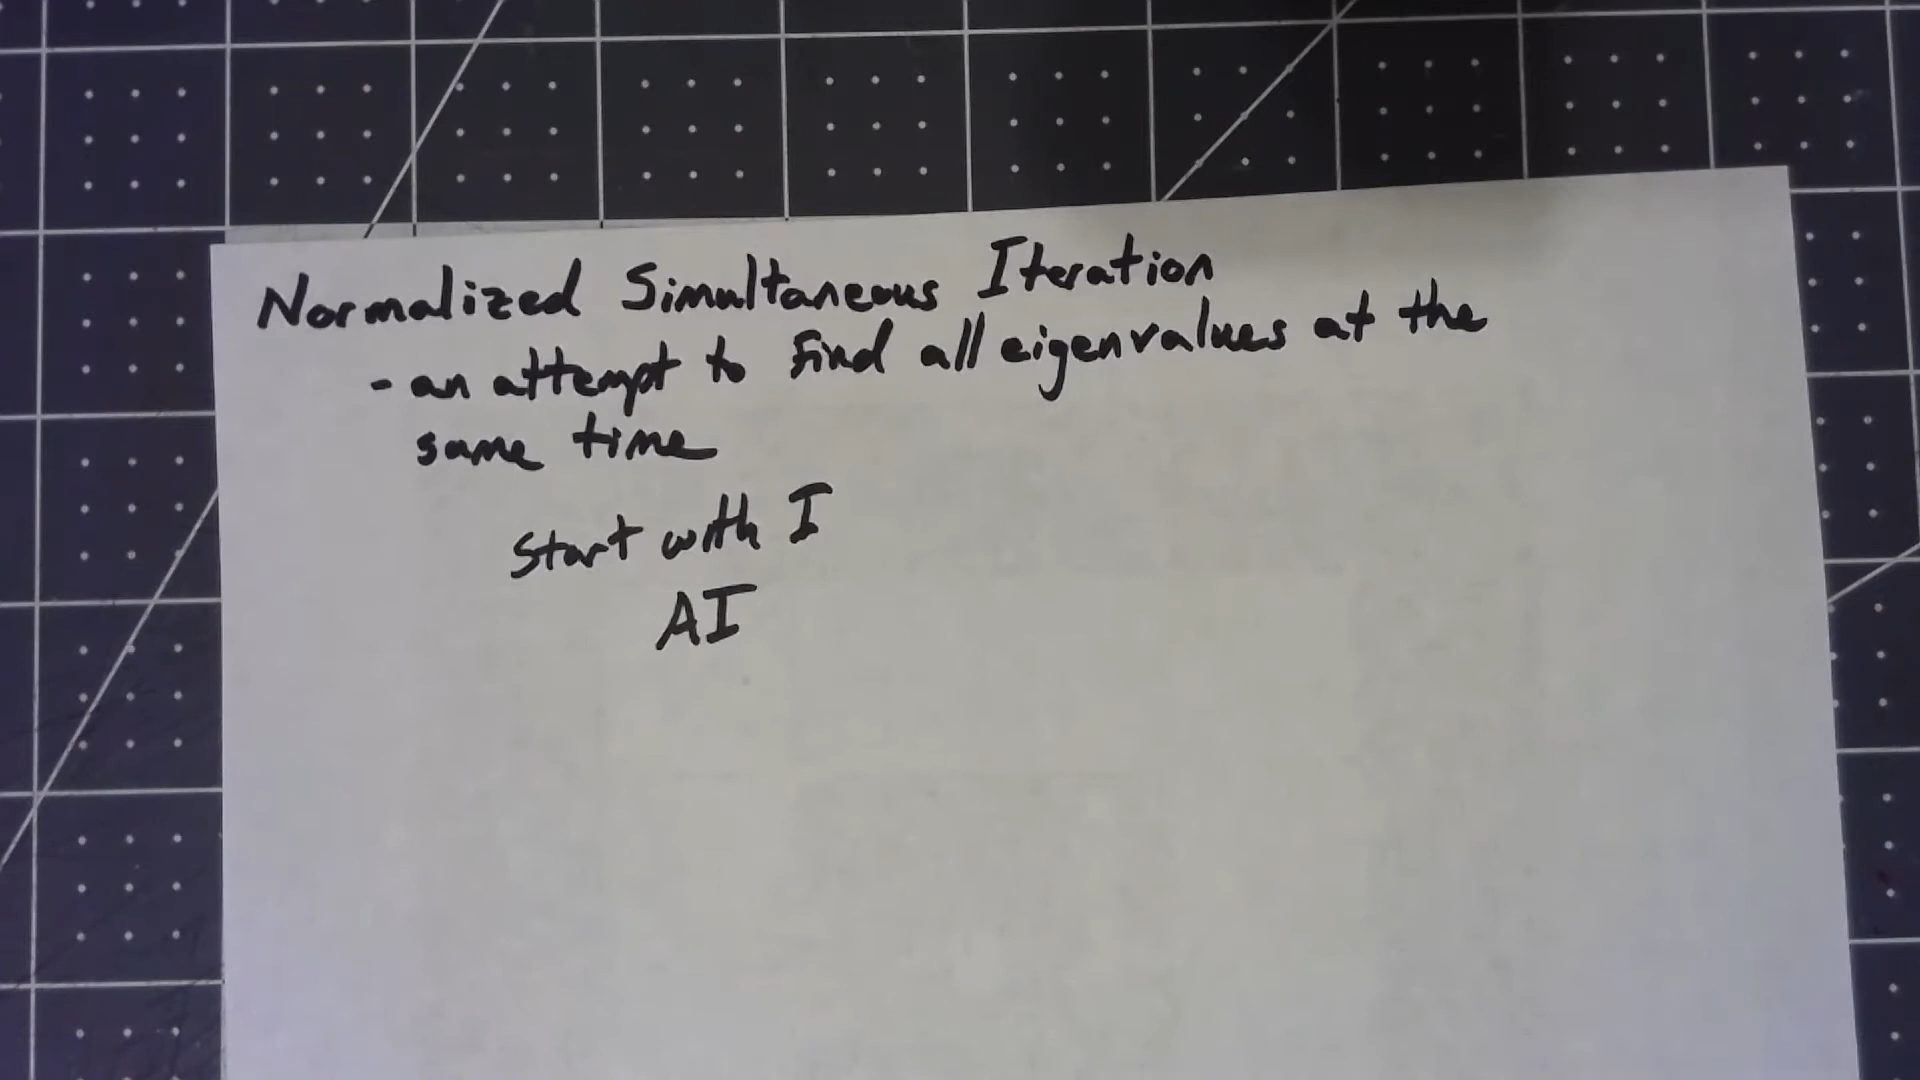 Normalized Simultaneous Iteration
- an attempt to find all eigenvalues at the
same time
Start with I
AI